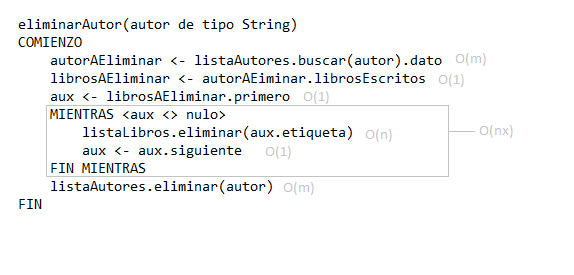 eliminarAutor(autor de tipo String)
COMIENZO
autorAEliminar <- listaAutores.buscar(autor).dato O(m)
librosAEliminar <- autorAEiminar.librosEscritos O(1)
aux <- librosAEliminar.primero O(1)
MIENTRAS <aux <> nulo>
listaLibros.eliminar(aux.etiqueta) O(n) O(nx)
aux <- aux.siguiente O(1)
FIN MIENTRAS
listaAutores.eliminar(autor) O(m)
FIN